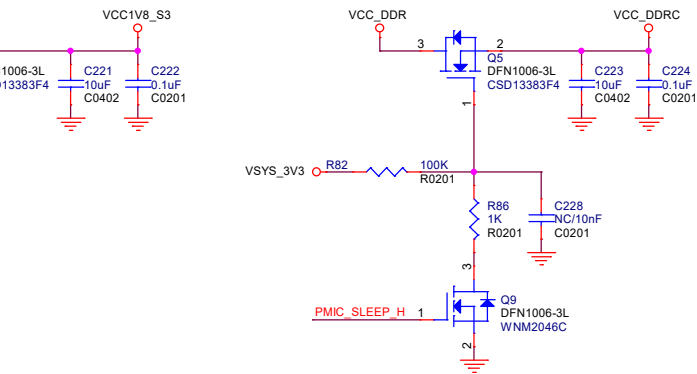 VCC1V8_S3
VCC_DDR
VCC_DDRC
3
2
Q5
DFN1006-3L
CSD13383F4
1
1006-3L
13383F4
C221
10uF
C0402
C222
0.1uF
C0201
C223
10uF
C0402
C224
0.1uF
C0201
VSYS_3V3
R82
100K
R0201
R86
1K
R0201
C228
NC/10nF
C0201
3
PMIC_SLEEP_H
1
Q9
DFN1006-3L
WNM2046C
2